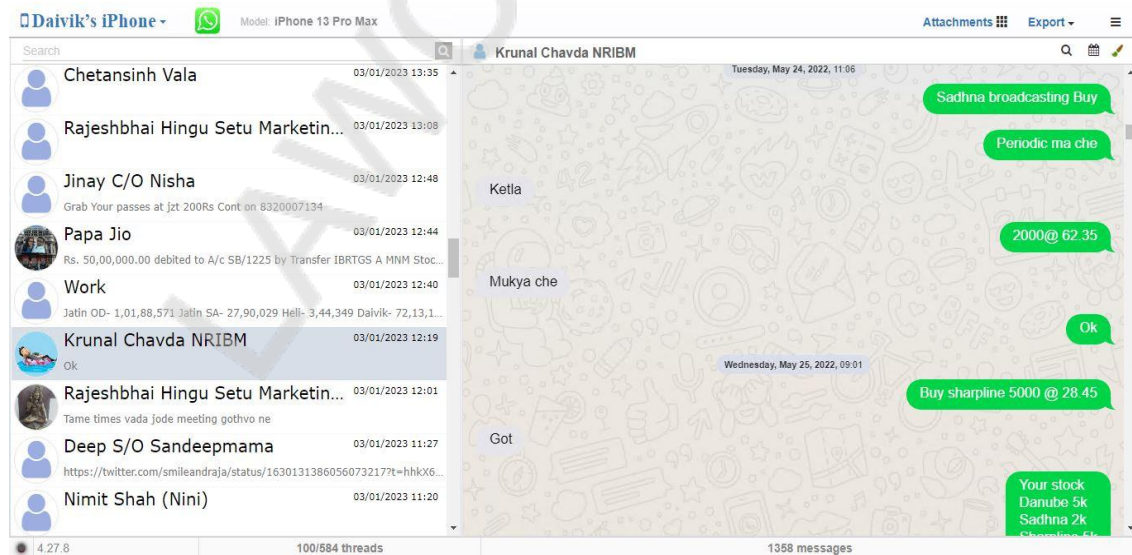 Daivik's iPhone
Model: iPhone 13 Pro Max
Attachments
Export
Search
Chetansinh Vala
03/01/2023 13:35
Rajeshbhai Hingu Setu Marketin...
03/01/2023 13:08
Jinay C/O Nisha
03/01/2023 12:48
Grab Your passes at jzt 200Rs Cont on 8320007134
Papa Jio
03/01/2023 12:44
Rs. 50,00,000.00 debited to A/c SB/1225 by Transfer IBRTGS A MNM Stoc...
Work
03/01/2023 12:40
Jatin OD- 1,01,88,571 Jatin SA- 27,90,029 Heli- 3,44,349 Daivik- 72,13,1...
Krunal Chavda NRIBM
03/01/2023 12:19
Ok
Rajeshbhai Hingu Setu Marketin...
03/01/2023 12:01
Tame times vada jode meeting gothvo ne
Deep S/O Sandeepmama
03/01/2023 11:27
https://twitter.com/smileandraja/status/1630131386056073217?t=hhkX6...
Nimit Shah (Nini)
03/01/2023 11:20
Krunal Chavda NRIBM
Tuesday, May 24, 2022, 11:06
Sadhna broadcasting Buy
Periodic ma che
Ketla
2000@ 62.35
Mukya che
Ok
Wednesday, May 25, 2022, 09:01
Buy sharpline 5000 @ 28.45
Got
Your stock
Danube 5k
Sadhna 2k
Sharpline 5k
4.27.8
100/584 threads
1358 messages
LAW